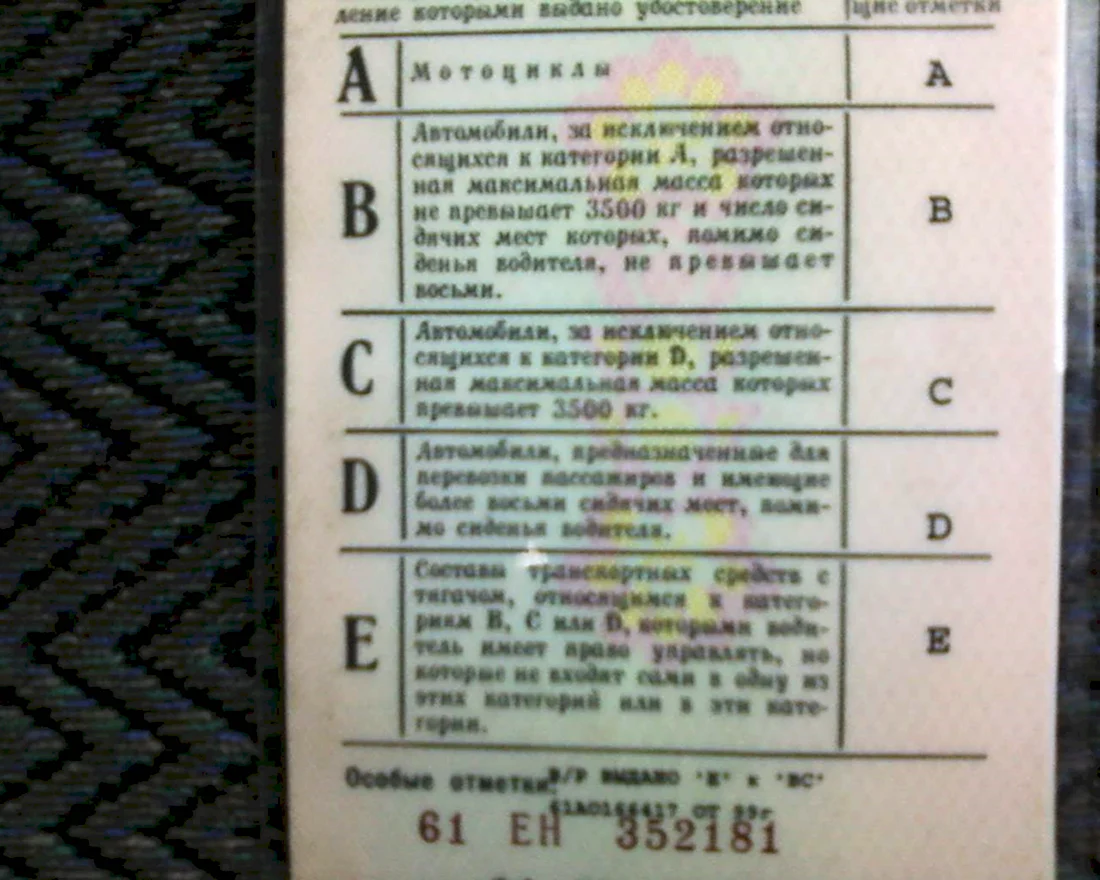 ление которыми выдано удостоверение щие отметки
A Мотоциклы A
B Автомобили, за исключением отно-
сящихся к категории A, разрешен-
ная максимальная масса которых
не превышает 3500 кг и число си- B
дячих мест которых, помимо си-
денья водителя, не превышает
восьми.
C Автомобили, за исключением отно-
сящихся к категории D, разрешен-
ная максимальная масса которых C
превышает 3500 кг.
D Автомобили, предназначенные для
перевозки пассажиров и имеющие
более восьми сидячих мест, поми-
мо сиденья водителя. D
E Составы транспортных средств с
тягачом, относящимся к катего-
риям B, C или D, которыми води-
тель имеет право управлять, но E
которые не входят сами в одну из
этих категорий или в эти кате-
гории.
Особые отметки: В/Р ВЫДАНО "Е" к "ВС"
ОТ 99г
61 ЕН 352181